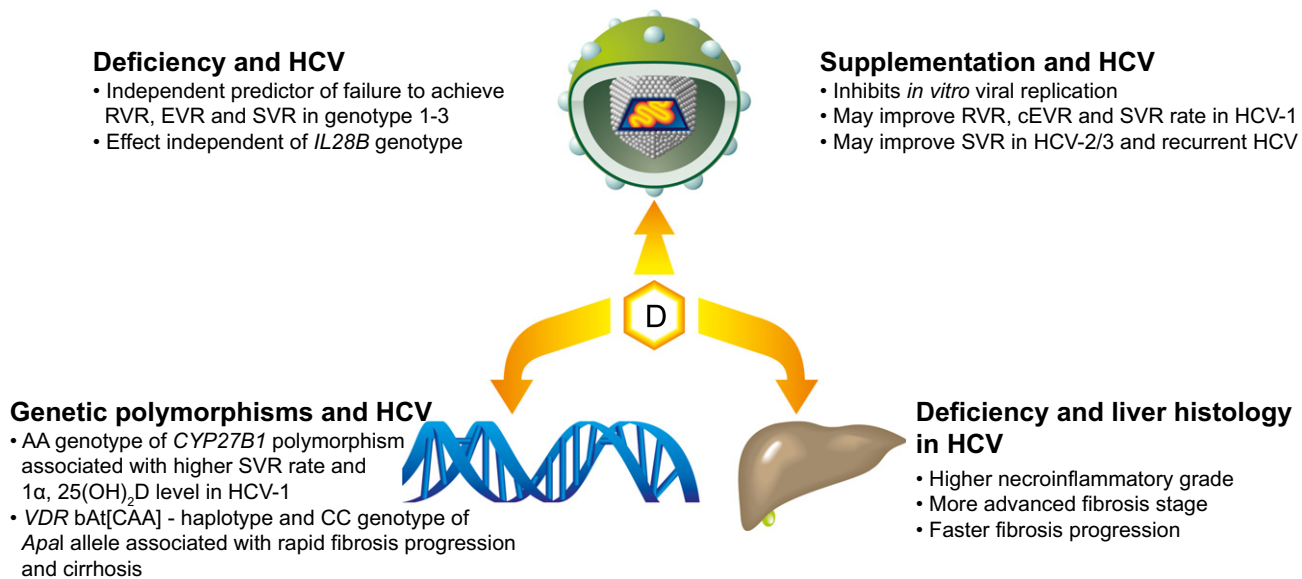 Deficiency and HCV
• Independent predictor of failure to achieve
RVR, EVR and SVR in genotype 1-3
• Effect independent of IL28B genotype
Supplementation and HCV
• Inhibits in vitro viral replication
• May improve RVR, cEVR and SVR rate in HCV-1
• May improve SVR in HCV-2/3 and recurrent HCV
D
Genetic polymorphisms and HCV
• AA genotype of CYP27B1 polymorphism
associated with higher SVR rate and
1α, 25(OH)₂D level in HCV-1
• VDR bAt[CAA] - haplotype and CC genotype of
ApaI allele associated with rapid fibrosis progression
and cirrhosis
Deficiency and liver histology
in HCV
• Higher necroinflammatory grade
• More advanced fibrosis stage
• Faster fibrosis progression